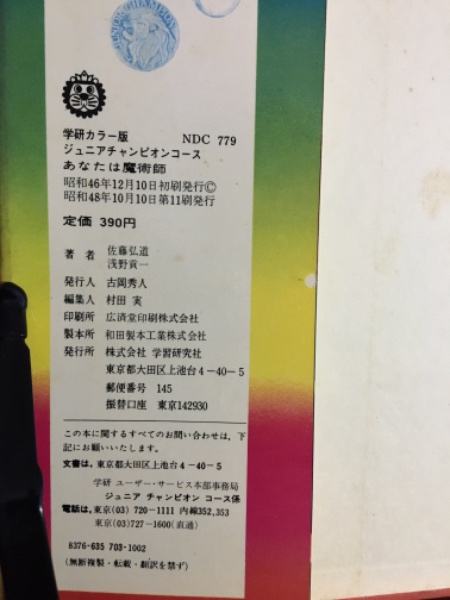 JUNIOR CHAMPION
学研カラー版 NDC 779
ジュニアチャンピオンコース
あなたは魔術師
昭和46年12月10日初刷発行©
昭和48年10月10日第11刷発行
定価 390円
著者 佐藤弘道
浅野貢一
発行人 古岡秀人
編集人 村田 実
印刷所 広済堂印刷株式会社
製本所 和田製本工業株式会社
発行所 株式会社 学習研究社
東京都大田区上池台4-40-5
郵便番号 145
振替口座 東京142930
この本に関するすべてのお問い合わせは、下
記にお願いいたします。
文書は、東京都大田区上池台4-40-5
学研 ユーザー・サービス本部事務局
ジュニア チャンピオン コース係
電話は、東京(03) 720-1111 内線352,353
東京(03)727-1600(直通)
8376-635 703-1002
(無断複製・転載・翻訳を禁ず)